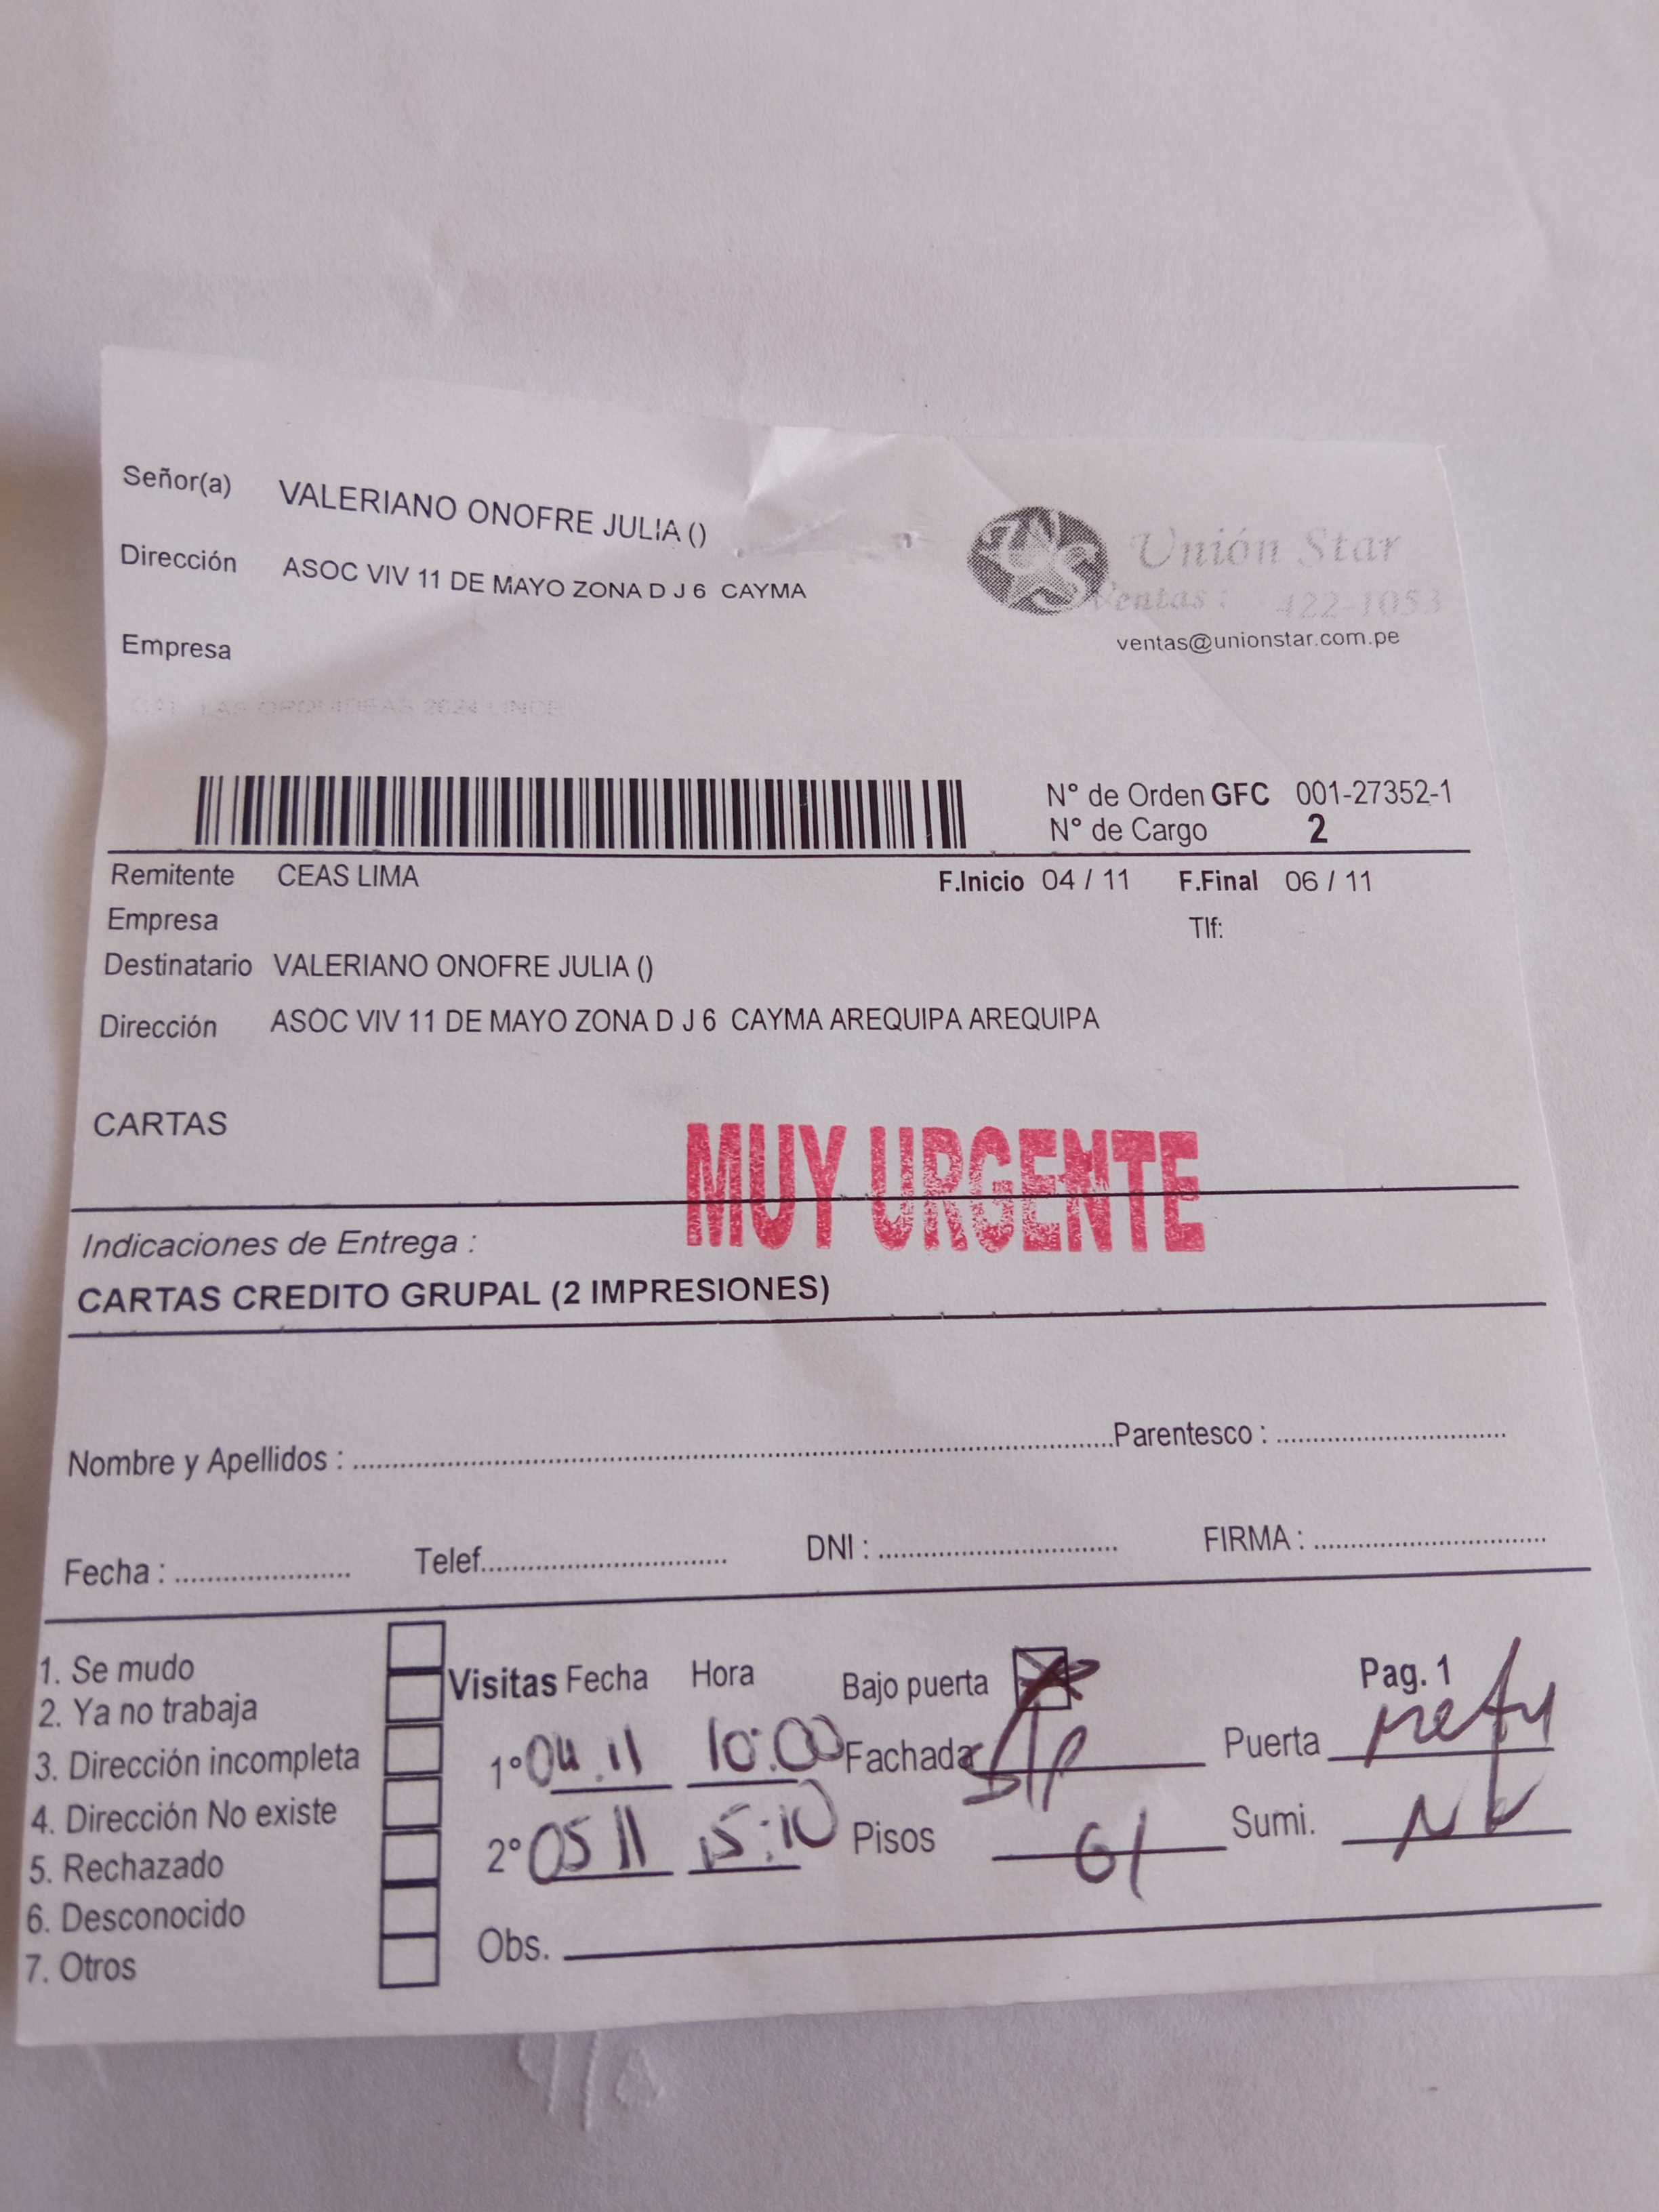 Señor(a) VALERIANO ONOFRE JULIA ()
Dirección ASOC VIV 11 DE MAYO ZONA D J 6 CAYMA
Empresa
Unión Star
Ventas : 422-1053
ventas@unionstar.com.pe
LAS ORQUIDEAS
N° de Orden GFC 001-27352-1
N° de Cargo 2
Remitente CEAS LIMA F.Inicio 04 / 11 F.Final 06 / 11
Empresa Tlf:
Destinatario VALERIANO ONOFRE JULIA ()
Dirección ASOC VIV 11 DE MAYO ZONA D J 6 CAYMA AREQUIPA AREQUIPA
CARTAS
MUY URGENTE
Indicaciones de Entrega :
CARTAS CREDITO GRUPAL (2 IMPRESIONES)
Nombre y Apellidos : Parentesco :
Fecha : Telef. DNI : FIRMA :
1. Se mudo
2. Ya no trabaja
3. Dirección incompleta
4. Dirección No existe
5. Rechazado
6. Desconocido
7. Otros
Visitas Fecha Hora Bajo puerta Pag. 1
1° 04.11 10:00 Fachada Puerta
2° 05 11 15:10 Pisos Sumi.
Obs.